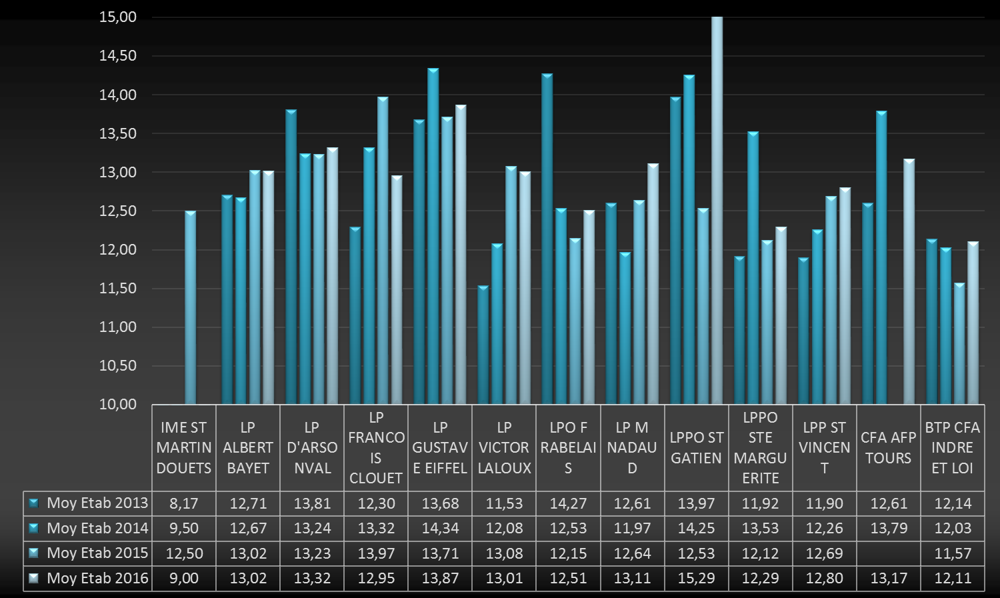 15,00
14,50
14,00
13,50
13,00
12,50
12,00
11,50
11,00
10,50
10,00
IME ST
MARTIN
DOUETS
LP
ALBERT
BAYET
LP
D'ARSO
NVAL
LP
FRANCO
IS
CLOUET
LP
GUSTAV
E EIFFEL
LP
VICTOR
LALOUX
LPO F
RABELAI
S
LP M
NADAU
D
LPPO ST
GATIEN
LPPO
STE
MARGU
ERITE
LPP ST
VINCEN
T
CFA AFP
TOURS
BTP CFA
INDRE
ET LOI
Moy Etab 2013 8,17 12,71 13,81 12,30 13,68 11,53 14,27 12,61 13,97 11,92 11,90 12,61 12,14
Moy Etab 2014 9,50 12,67 13,24 13,32 14,34 12,08 12,53 11,97 14,25 13,53 12,26 13,79 12,03
Moy Etab 2015 12,50 13,02 13,23 13,97 13,71 13,08 12,15 12,64 12,53 12,12 12,69 11,57
Moy Etab 2016 9,00 13,02 13,32 12,95 13,87 13,01 12,51 13,11 15,29 12,29 12,80 13,17 12,11